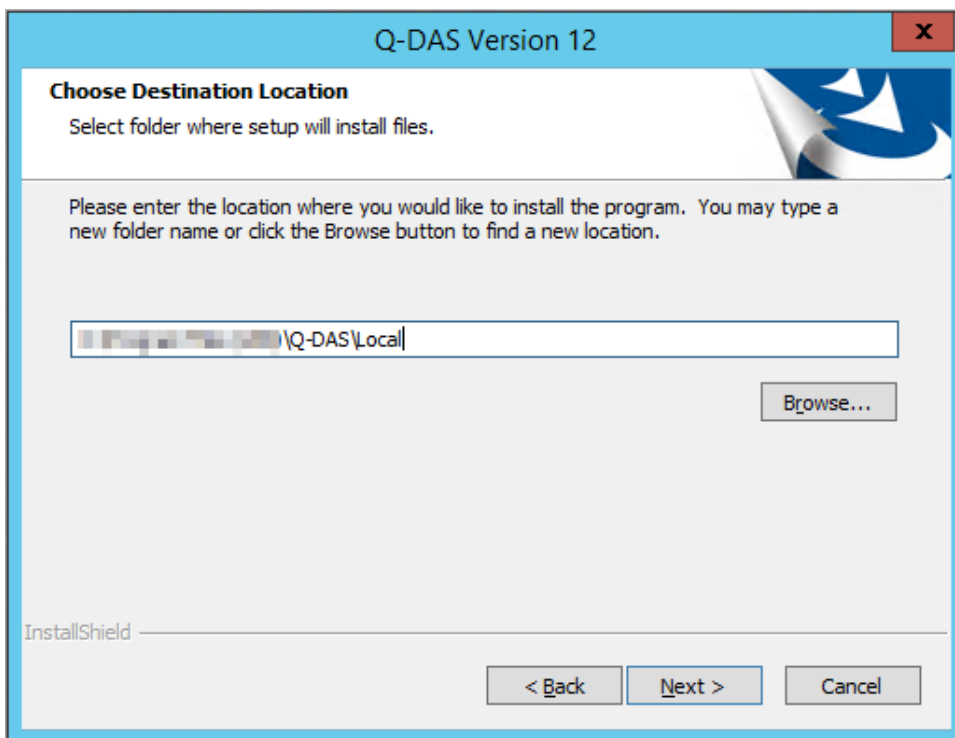 Q-DAS Version 12
x
Choose Destination Location
Select folder where setup will install files.
Please enter the location where you would like to install the program.  You may type a
new folder name or click the Browse button to find a new location.
\Q-DAS\Local
Browse...
InstallShield
< Back
Next >
Cancel